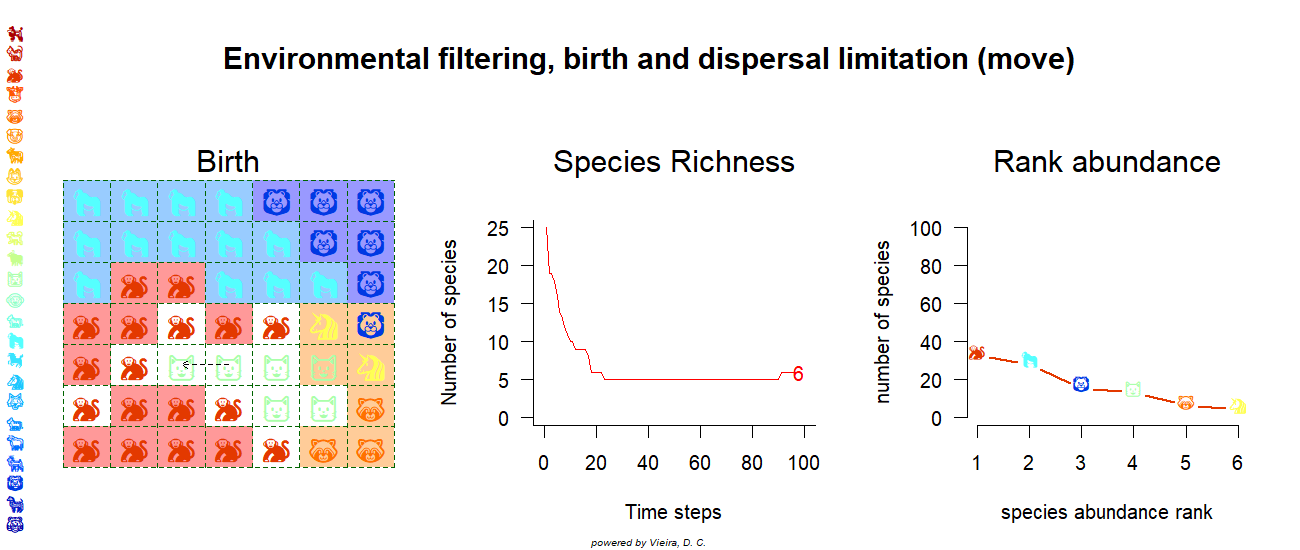 Environmental filtering, birth and dispersal limitation (move)
Birth
Species Richness
Rank abundance
Number of species
25
20
15
10
5
0
6
0 20 40 60 80 100
Time steps
number of species
100
80
60
40
20
0
1 2 3 4 5 6
species abundance rank
powered by Vieira, D. C.